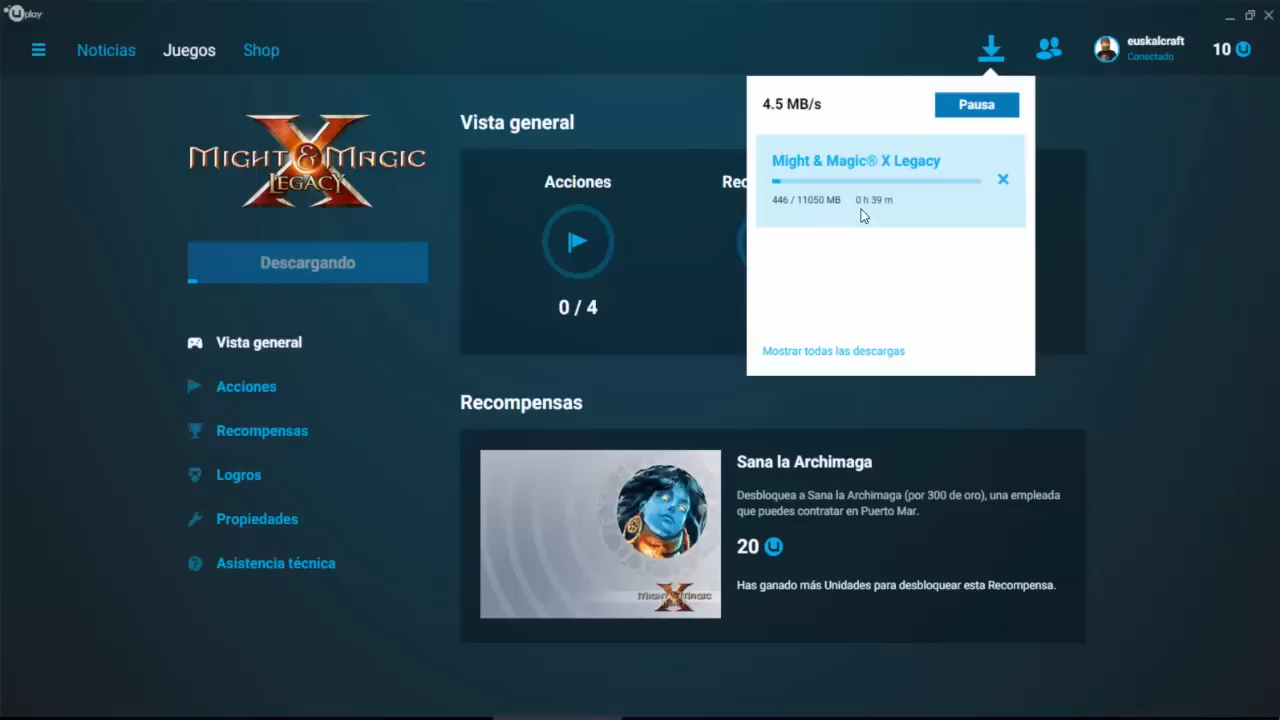 uplay
Noticias
Juegos
Shop
euskalcraft
Conectado
10
4.5 MB/s
Pausa
Might & Magic® X Legacy
446 / 11050 MB
0 h 39 m
Mostrar todas las descargas
MIGHT & MAGIC
X
LEGACY
Descargando
Vista general
Acciones
Recompensas
Logros
Propiedades
Asistencia técnica
Vista general
Acciones
Rec
0 / 4
Recompensas
MIGHT & MAGIC
X
Sana la Archimaga
Desbloquea a Sana la Archimaga (por 300 de oro), una empleada
que puedes contratar en Puerto Mar.
20
Has ganado más Unidades para desbloquear esta Recompensa.